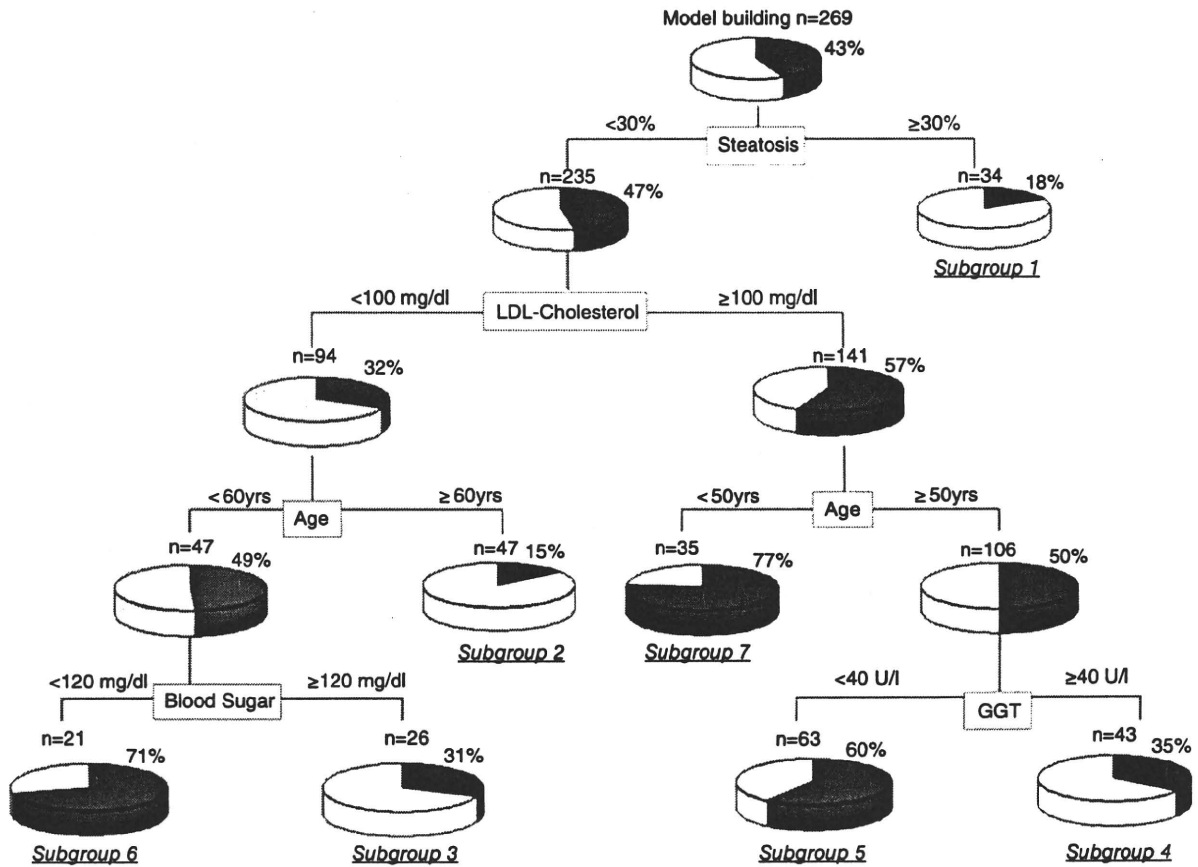 Model building n=269
43%
<30%
≥30%
Steatosis
n=235
47%
n=34
18%
Subgroup 1
<100 mg/dl
≥100 mg/dl
LDL-Cholesterol
n=94
32%
n=141
57%
<60yrs
≥60yrs
Age
<50yrs
≥50yrs
Age
n=47
49%
n=47
15%
Subgroup 2
n=35
77%
Subgroup 7
n=106
50%
<120 mg/dl
≥120 mg/dl
Blood Sugar
<40 U/l
≥40 U/l
GGT
n=21
71%
Subgroup 6
n=26
31%
Subgroup 3
n=63
60%
Subgroup 5
n=43
35%
Subgroup 4